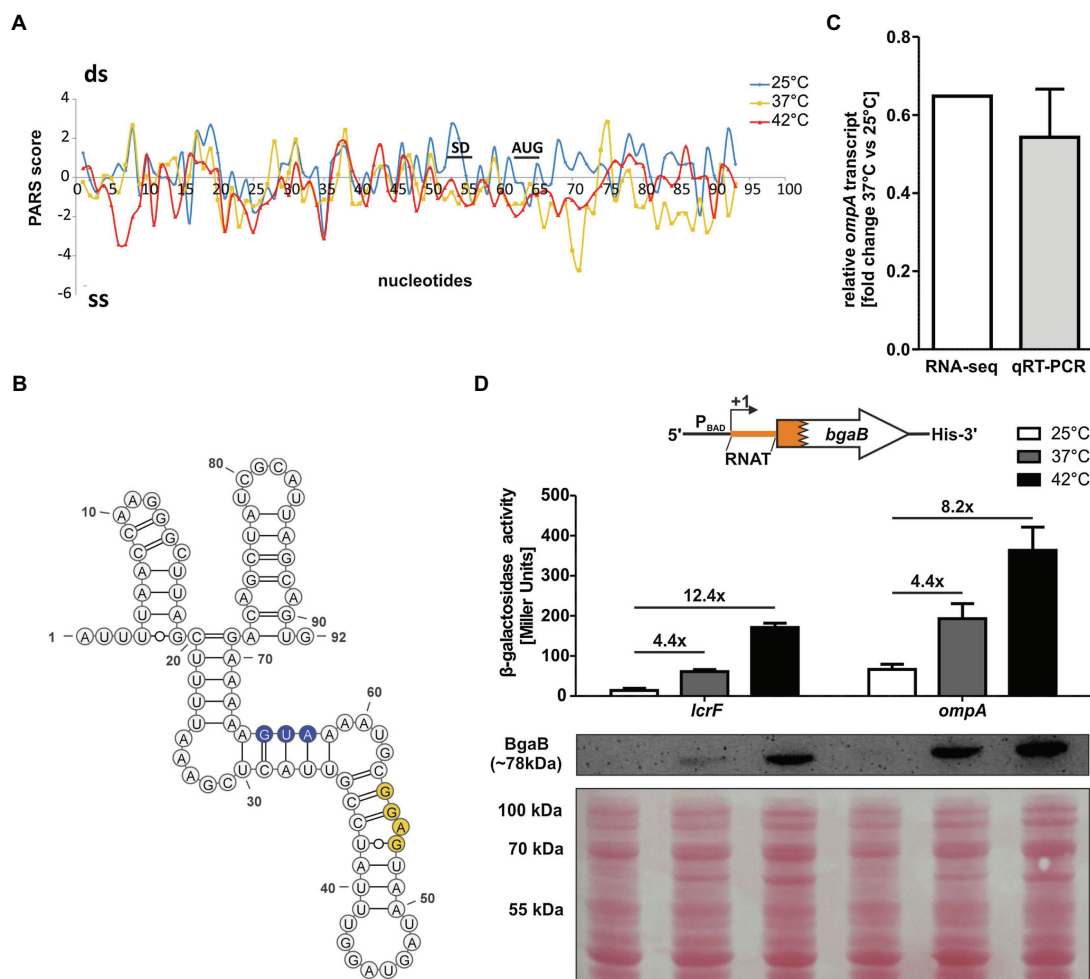 A
ds
25°C
37°C
42°C
PARS score
4
2
0
-2
-4
-6
SD
AUG
0 5 10 15 20 25 30 35 40 45 50 55 60 65 70 75 80 85 90 95 100
nucleotides
ss
C
relative ompA transcript
[fold change 37°C vs 25°C]
0.8
0.6
0.4
0.2
0.0
RNA-seq qRT-PCR
B
1
10
20
30
40
50
60
70
80
90
92
D
+1
P BAD
5'
bgaB
His-3'
RNAT
25°C
37°C
42°C
β-galactosidase activity
[Miller Units]
500
400
300
200
100
0
12.4x
4.4x
8.2x
4.4x
lcrF
ompA
BgaB
(~78kDa)
100 kDa
70 kDa
55 kDa